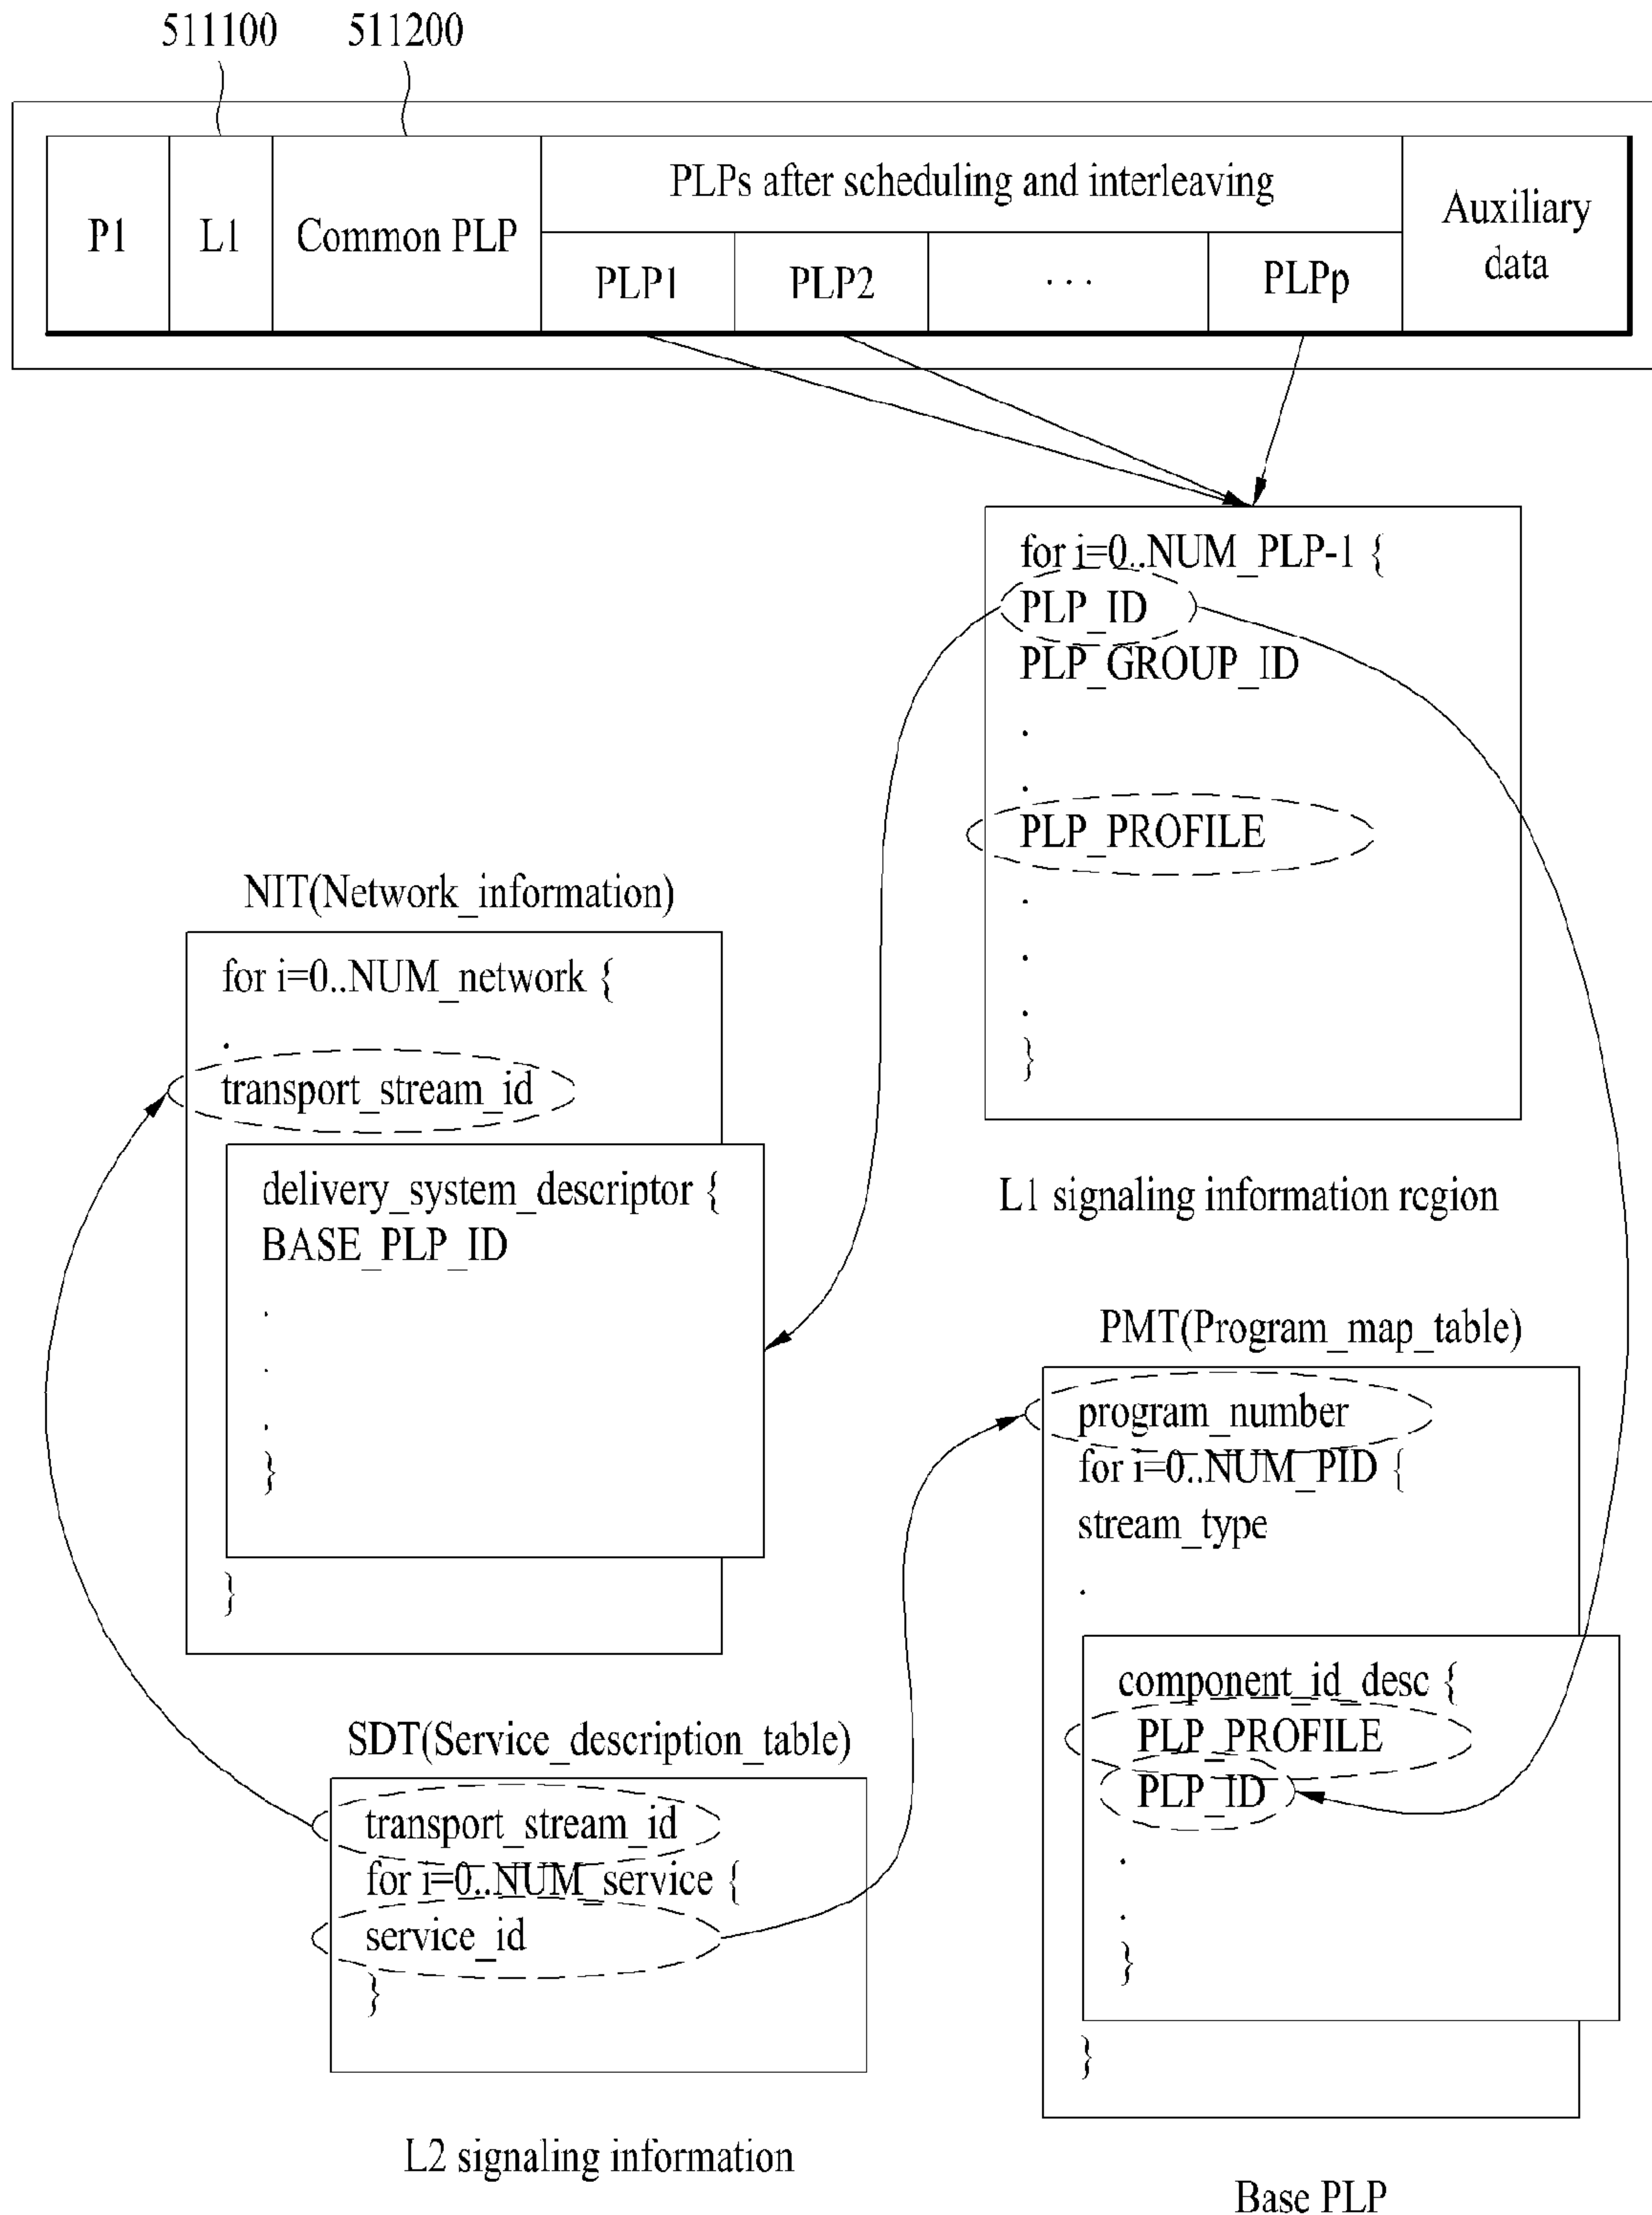 511100
511200
P1
L1
Common PLP
PLPs after scheduling and interleaving
PLP1
PLP2
...
PLPp
Auxiliary
data
for i=0..NUM_PLP-1 {
PLP_ID
PLP_GROUP_ID
.
.
PLP_PROFILE
.
.
.
}
L1 signaling information region
NIT(Network_information)
for i=0..NUM_network {
.
transport_stream_id
delivery_system_descriptor {
BASE_PLP_ID
.
.
.
}
}
SDT(Service_description_table)
transport_stream_id
for i=0..NUM_service {
service_id
}
L2 signaling information
PMT(Program_map_table)
program_number
for i=0..NUM_PID {
stream_type
.
component_id_desc {
PLP_PROFILE
PLP_ID
.
.
}
}
Base PLP